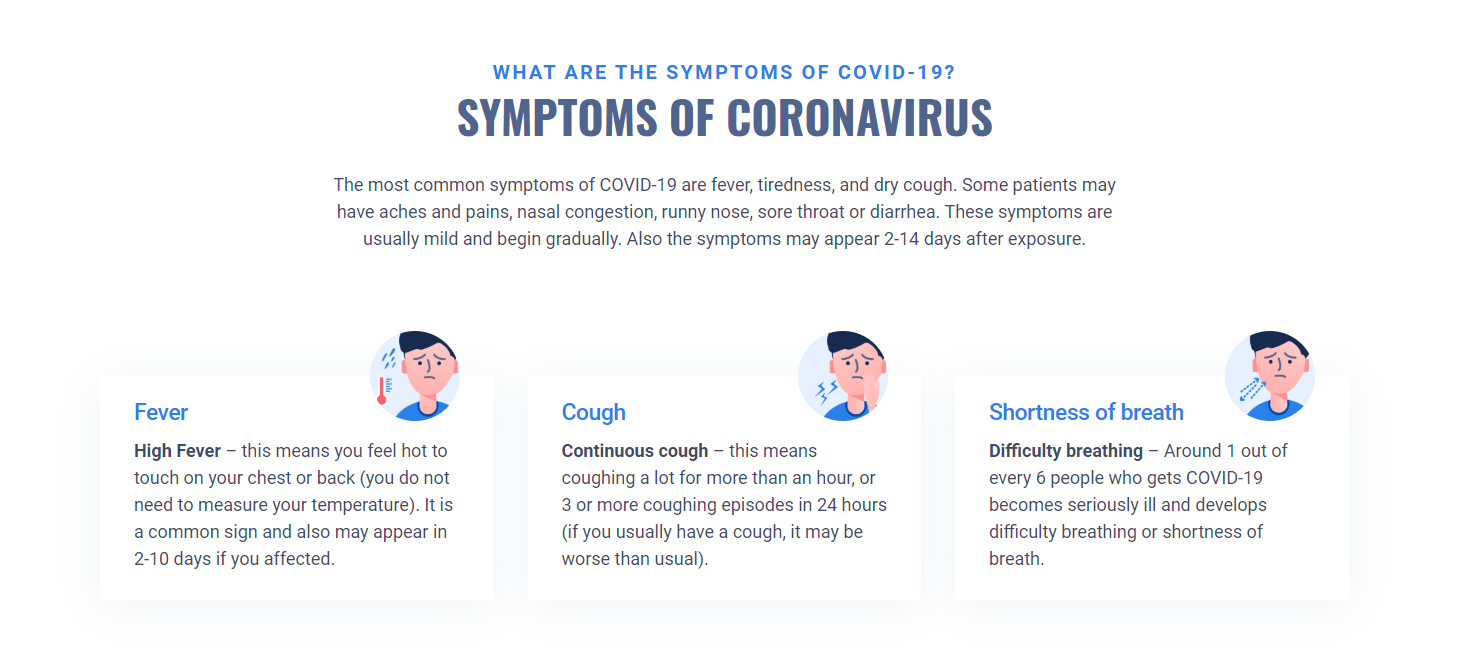 WHAT ARE THE SYMPTOMS OF COVID-19?
SYMPTOMS OF CORONAVIRUS
The most common symptoms of COVID-19 are fever, tiredness, and dry cough. Some patients may
have aches and pains, nasal congestion, runny nose, sore throat or diarrhea. These symptoms are
usually mild and begin gradually. Also the symptoms may appear 2-14 days after exposure.
Fever
High Fever – this means you feel hot to
touch on your chest or back (you do not
need to measure your temperature). It is
a common sign and also may appear in
2-10 days if you affected.
Cough
Continuous cough – this means
coughing a lot for more than an hour, or
3 or more coughing episodes in 24 hours
(if you usually have a cough, it may be
worse than usual).
Shortness of breath
Difficulty breathing – Around 1 out of
every 6 people who gets COVID-19
becomes seriously ill and develops
difficulty breathing or shortness of
breath.